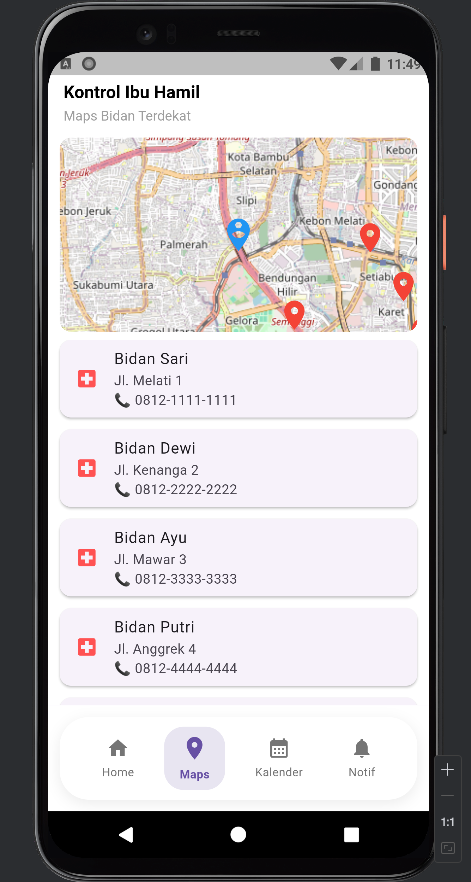 A
11:49
Kontrol Ibu Hamil
Maps Bidan Terdekat
Kota Bambu
Selatan
Kebon
Gondang
Slipi
ebon Jeruk
Kebon Melati
Palmerah
Setiabu
Sukabumi Utara
Bendungan
Hilir
Karet
Gelora
Grogol Utara
Bidan Sari
Jl. Melati 1
📞 0812-1111-1111
Bidan Dewi
Jl. Kenanga 2
📞 0812-2222-2222
Bidan Ayu
Jl. Mawar 3
📞 0812-3333-3333
Bidan Putri
Jl. Anggrek 4
📞 0812-4444-4444
Home
Maps
Kalender
Notif
1:1